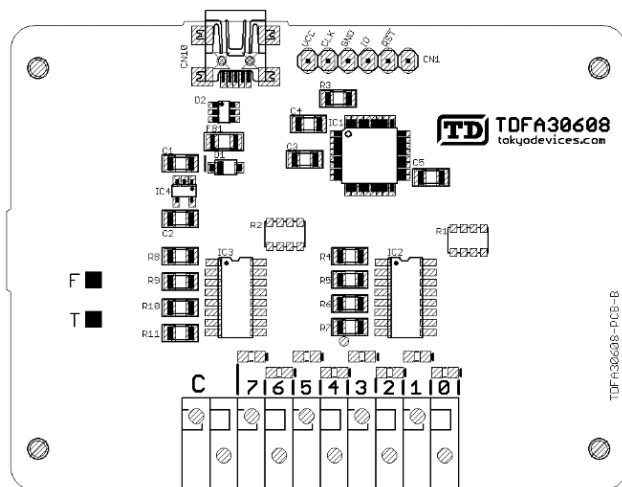 VCC CLK GND IO RST
CN10
CN1
R3
D2
C4
IC1
TD TDFA30608
tokyodevices.com
FB1
C1
D1
C3
C5
IC4
C2
R2
R1
R8
IC3
R4
IC2
F
R9
R5
R10
R6
T
R11
R7
TDFA30608-PCB-B
C 7 6 5 4 3 2 1 0